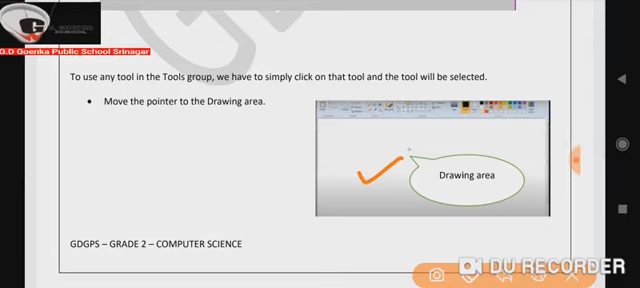 G.D Goenka Public School Srinagar
To use any tool in the Tools group, we have to simply click on that tool and the tool will be selected.
• Move the pointer to the Drawing area.
Drawing area
GDGPS – GRADE 2 – COMPUTER SCIENCE
DU RECORDER